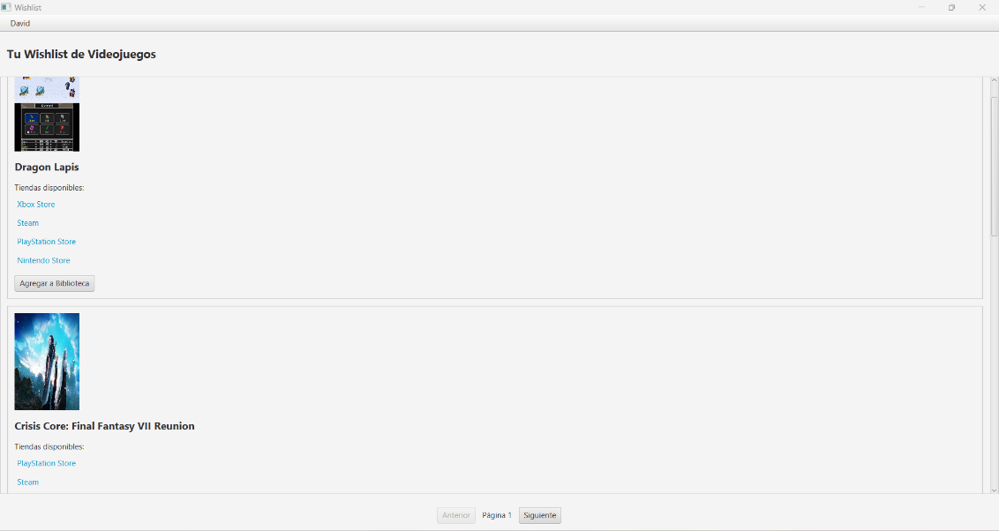 Wishlist
David
Tu Wishlist de Videojuegos
Dragon Lapis
Tiendas disponibles:
Xbox Store
Steam
PlayStation Store
Nintendo Store
Agregar a Biblioteca
Crisis Core: Final Fantasy VII Reunion
Tiendas disponibles:
PlayStation Store
Steam
Anterior Página 1 Siguiente